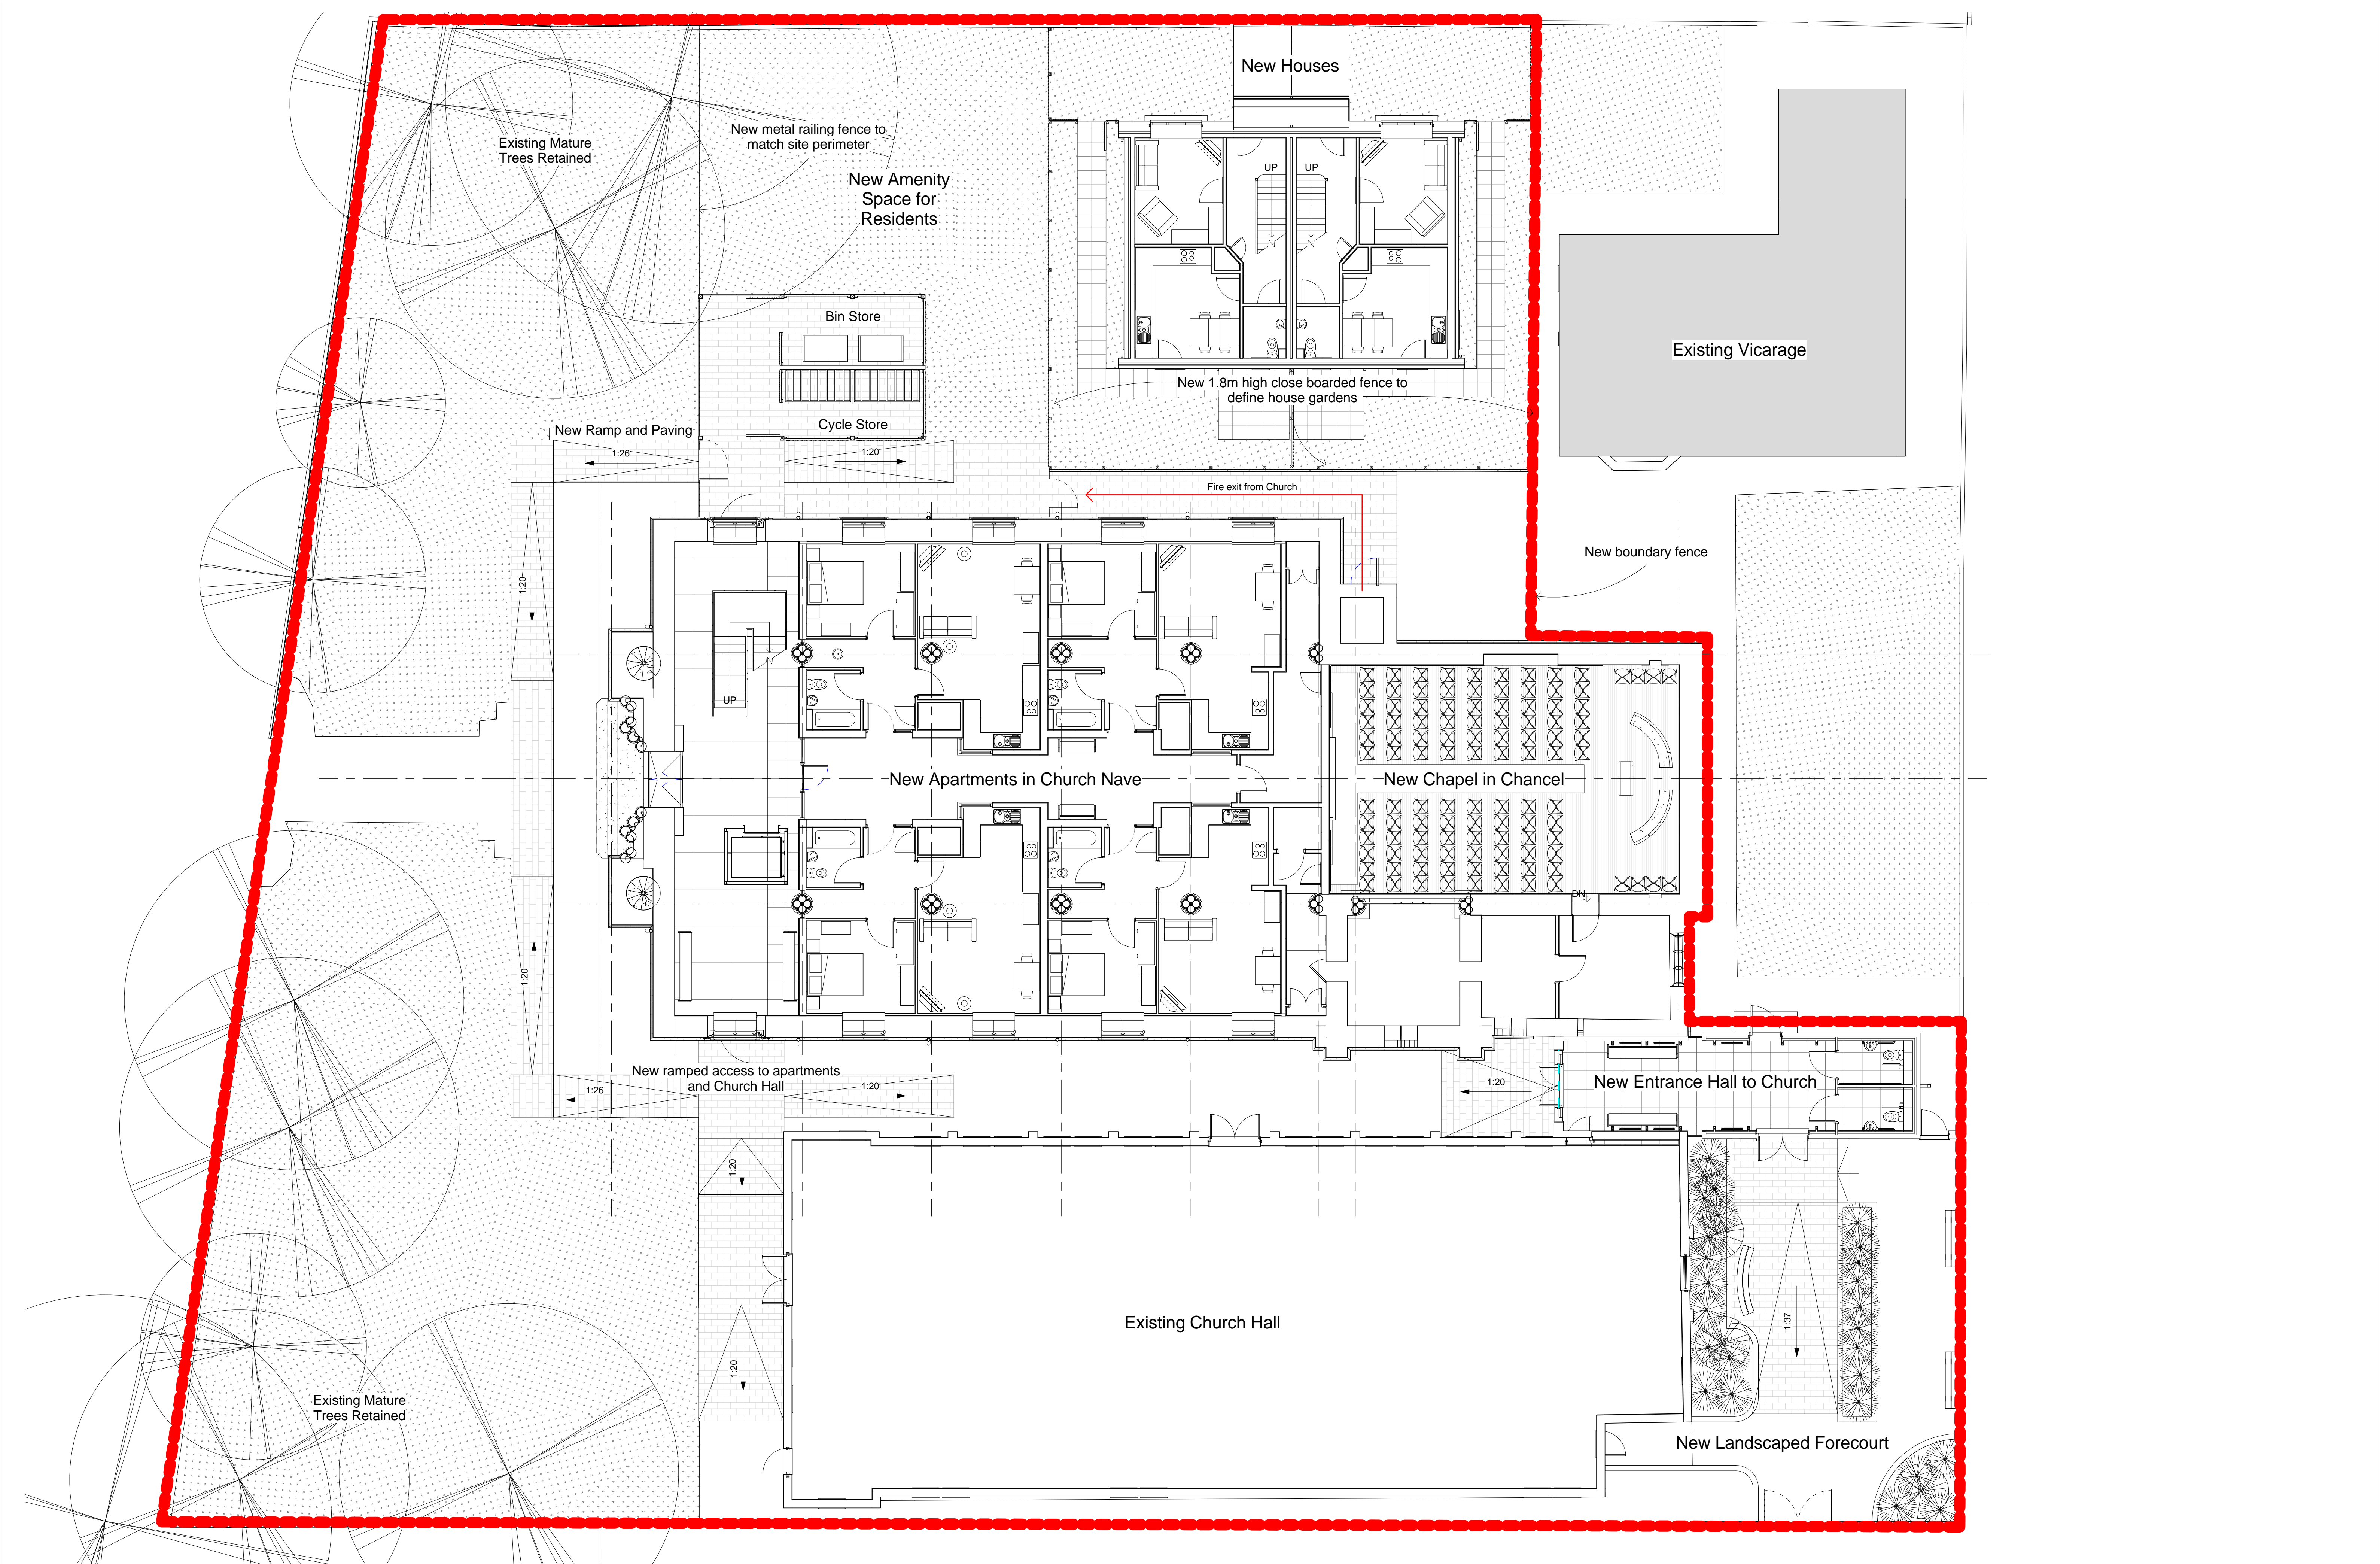 New Houses
New metal railing fence to
match site perimeter
Existing Mature
Trees Retained
New Amenity
Space for
Residents
UP
UP
Bin Store
Existing Vicarage
New 1.8m high close boarded fence to
define house gardens
Cycle Store
New Ramp and Paving
1:26
1:20
Fire exit from Church
New boundary fence
1:20
UP
New Apartments in Church Nave
New Chapel in Chancel
DN
1:20
New ramped access to apartments
and Church Hall
1:26
1:20
1:20
New Entrance Hall to Church
1:20
Existing Church Hall
1:37
1:20
Existing Mature
Trees Retained
New Landscaped Forecourt